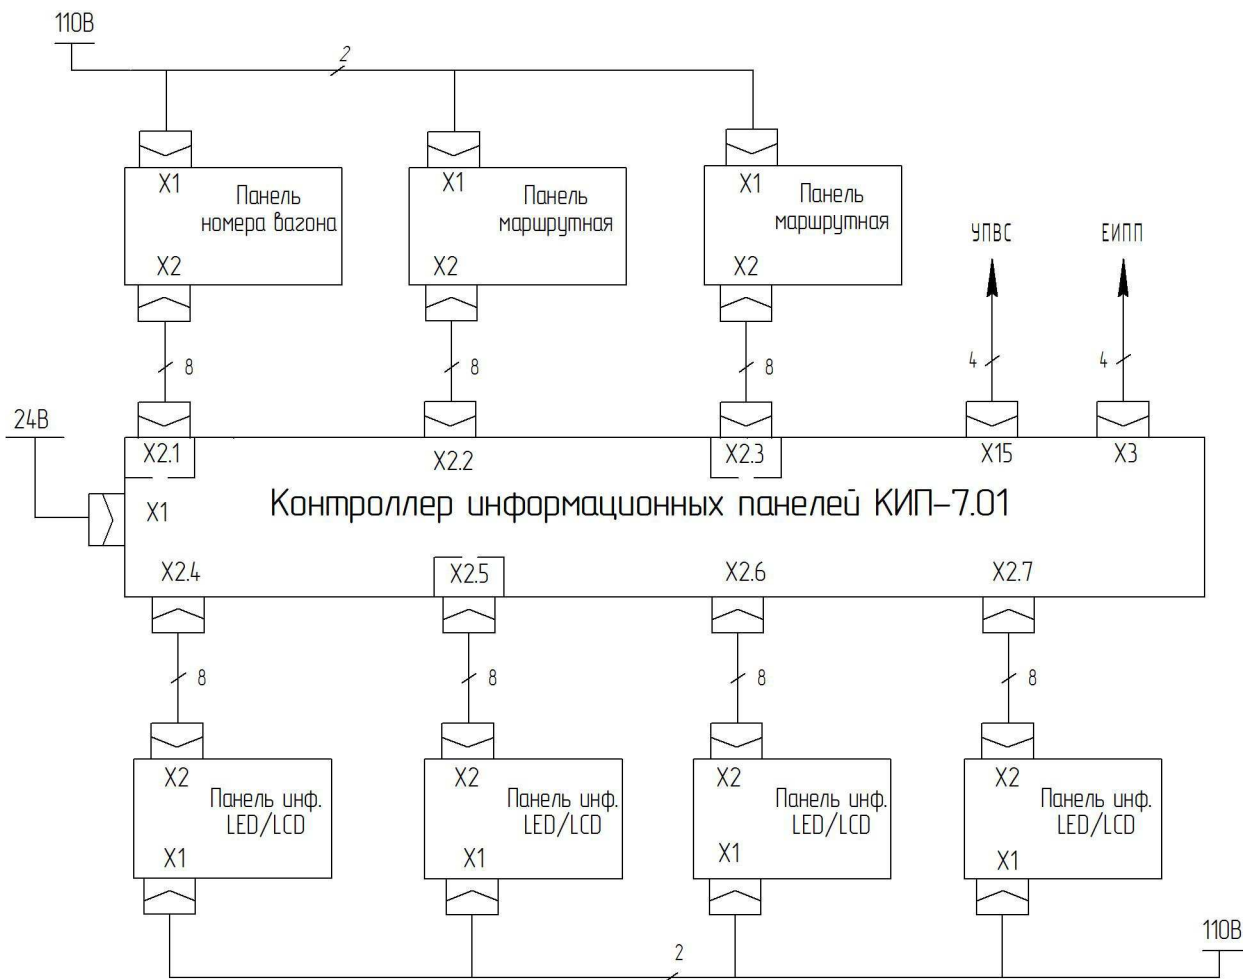 110В
2
X1
Панель
номера вагона
X2
X1
Панель
маршрутная
X2
X1
Панель
маршрутная
X2
УПВС
ЕИПП
8
8
8
4
4
24В
X2.1
X2.2
X2.3
X15
X3
X1
Контроллер информационных панелей КИП-7.01
X2.4
X2.5
X2.6
X2.7
8
8
8
8
X2
Панель инф.
LED/LCD
X1
X2
Панель инф.
LED/LCD
X1
X2
Панель инф.
LED/LCD
X1
X2
Панель инф.
LED/LCD
X1
2
110В